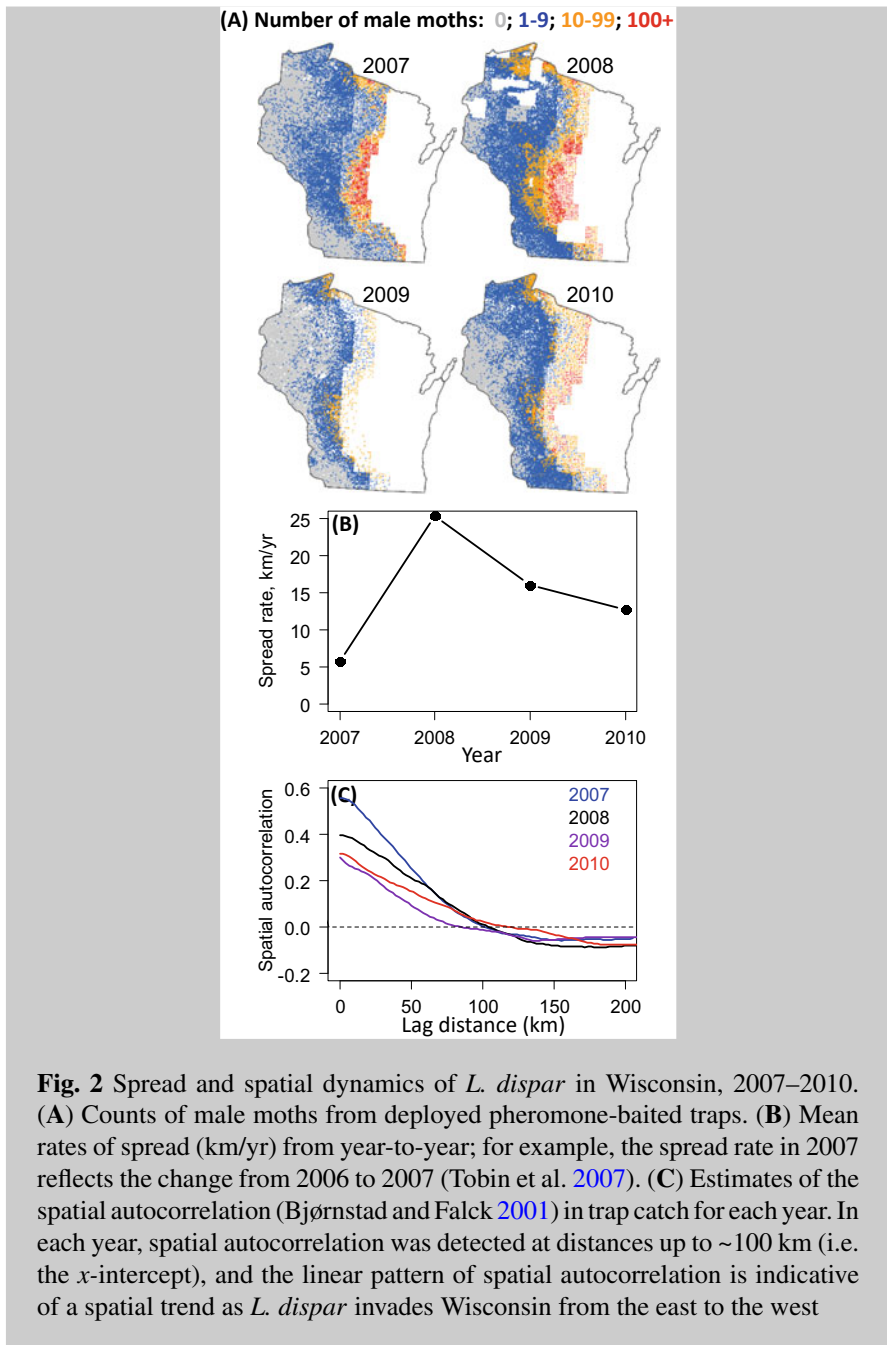 (A) Number of male moths: 0; 1-9; 10-99; 100+
2007
2008
2009
2010
(B)
Spread rate, km/yr
25
20
15
10
5
0
2007 2008 2009 2010
Year
(C)
Spatial autocorrelation
0.6
0.4
0.2
0.0
-0.2
2007
2008
2009
2010
0 50 100 150 200
Lag distance (km)
Fig. 2 Spread and spatial dynamics of L. dispar in Wisconsin, 2007–2010.
(A) Counts of male moths from deployed pheromone-baited traps. (B) Mean
rates of spread (km/yr) from year-to-year; for example, the spread rate in 2007
reflects the change from 2006 to 2007 (Tobin et al. 2007). (C) Estimates of the
spatial autocorrelation (Bjørnstad and Falck 2001) in trap catch for each year. In
each year, spatial autocorrelation was detected at distances up to ~100 km (i.e.
the x-intercept), and the linear pattern of spatial autocorrelation is indicative
of a spatial trend as L. dispar invades Wisconsin from the east to the west